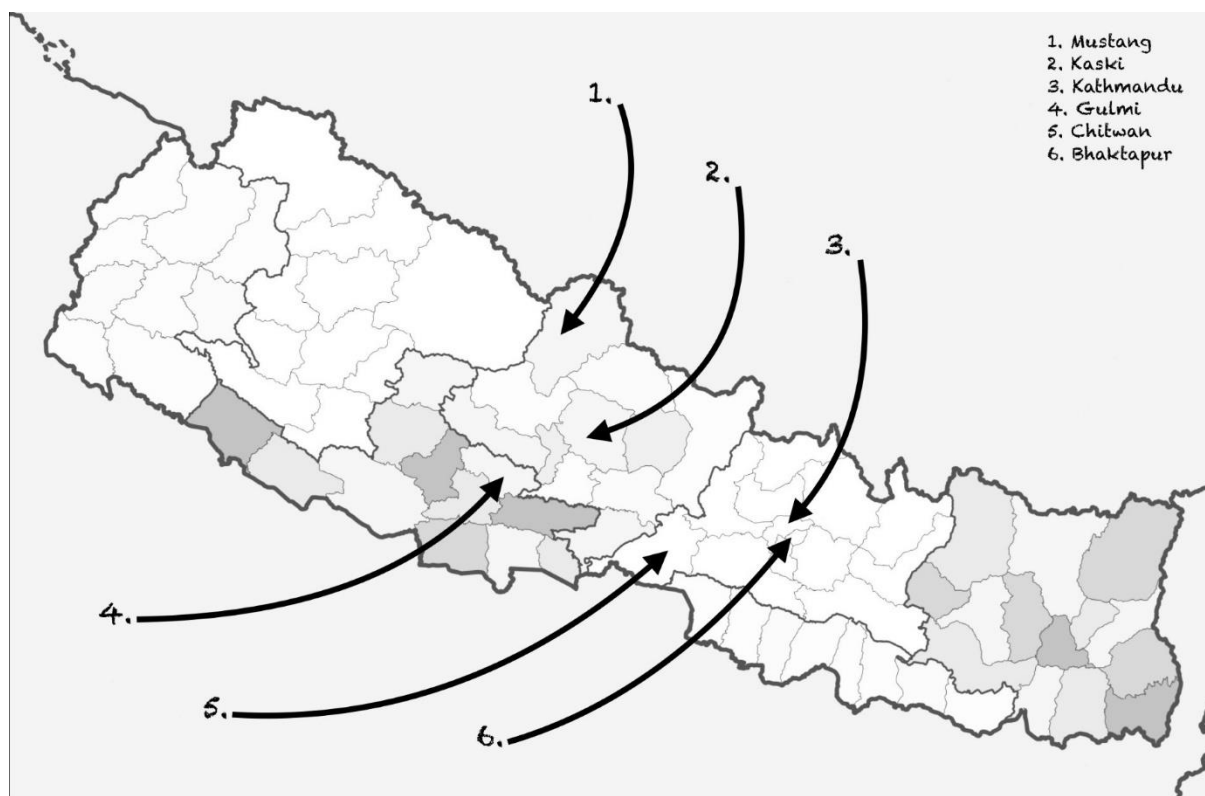 1. Mustang
2. Kaski
3. Kathmandu
4. Gulmi
5. Chitwan
6. Bhaktapur
1.
2.
3.
4.
5.
6.